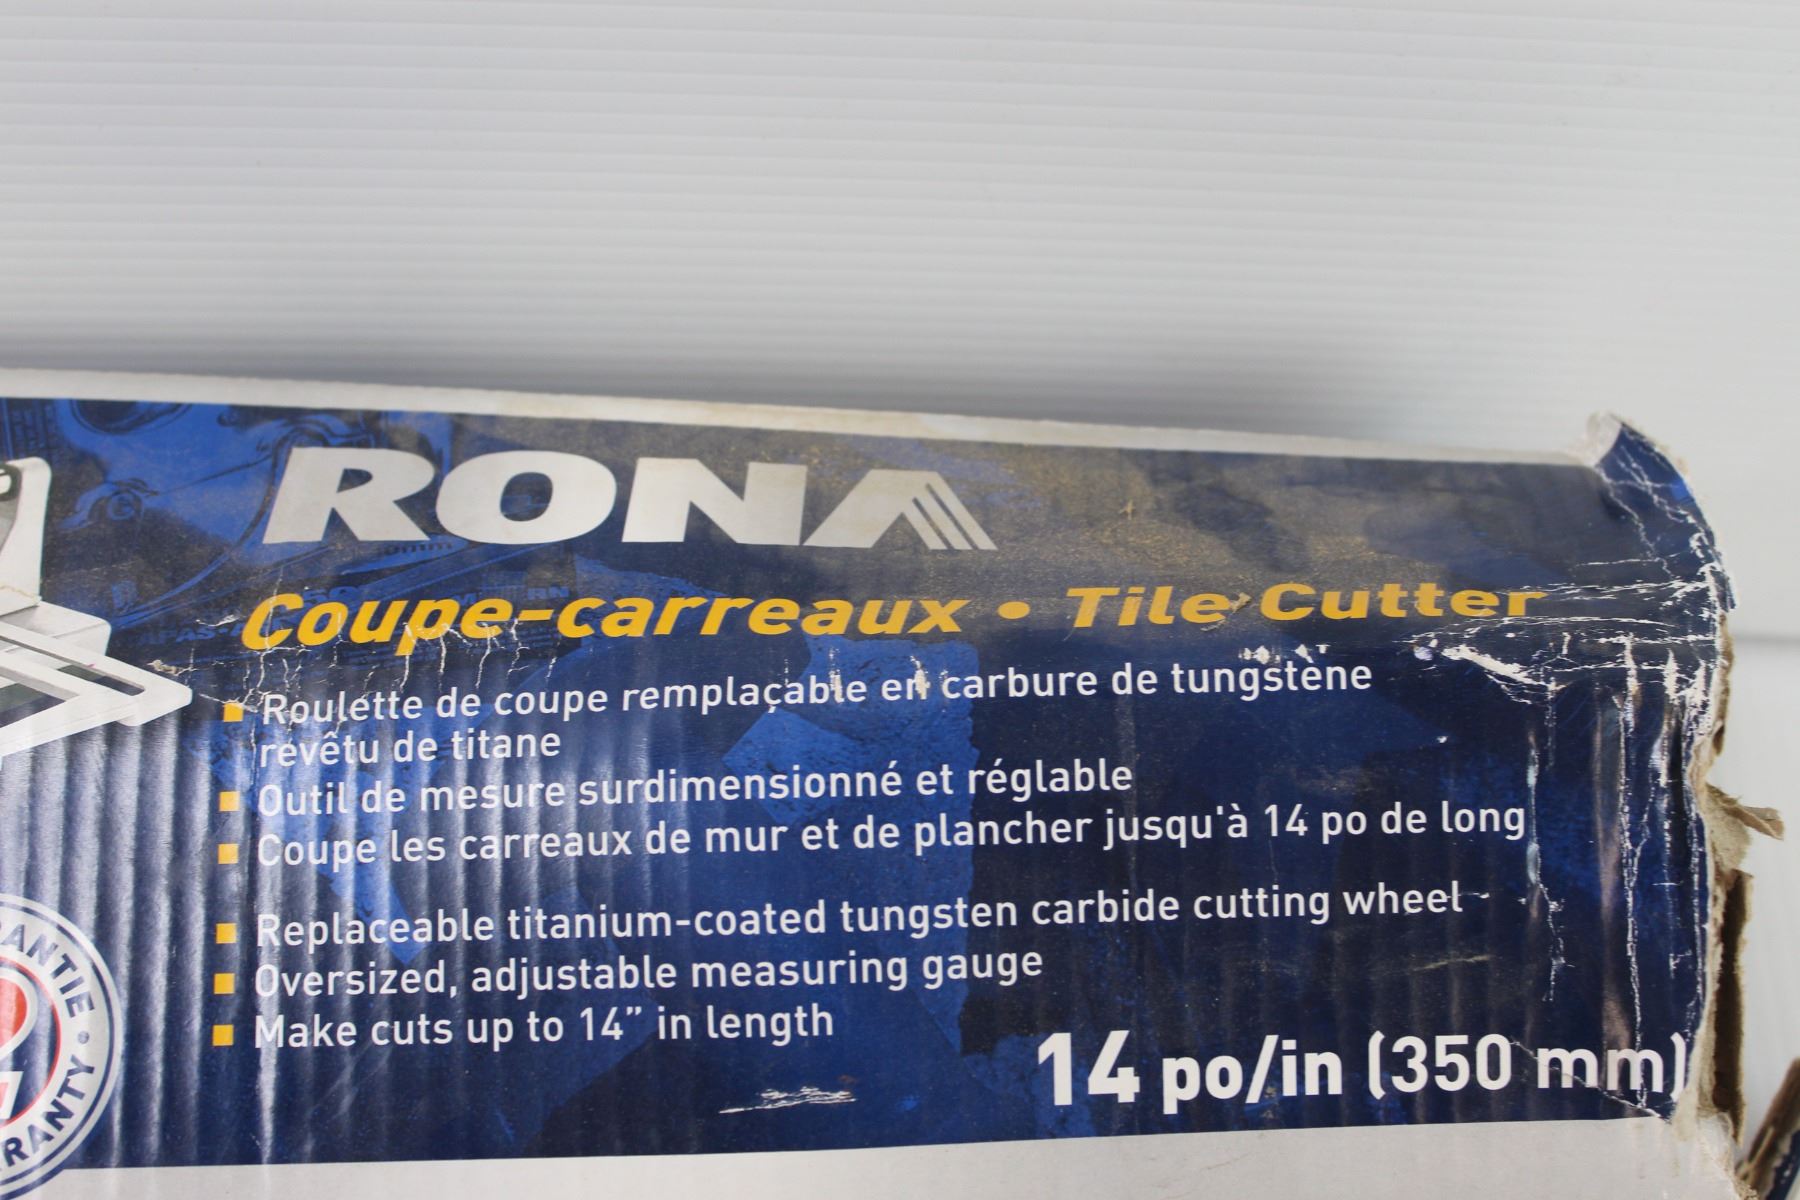 RONA
Coupe-carreaux • Tile Cutter
Roulette de coupe remplaçable en carbure de tungstène
revêtu de titane
Outil de mesure surdimensionné et réglable
Coupe les carreaux de mur et de plancher jusqu'à 14 po de long
Replaceable titanium-coated tungsten carbide cutting wheel
Oversized, adjustable measuring gauge
Make cuts up to 14” in length
14 po/in (350 mm)
RANTIE •
RRANTY